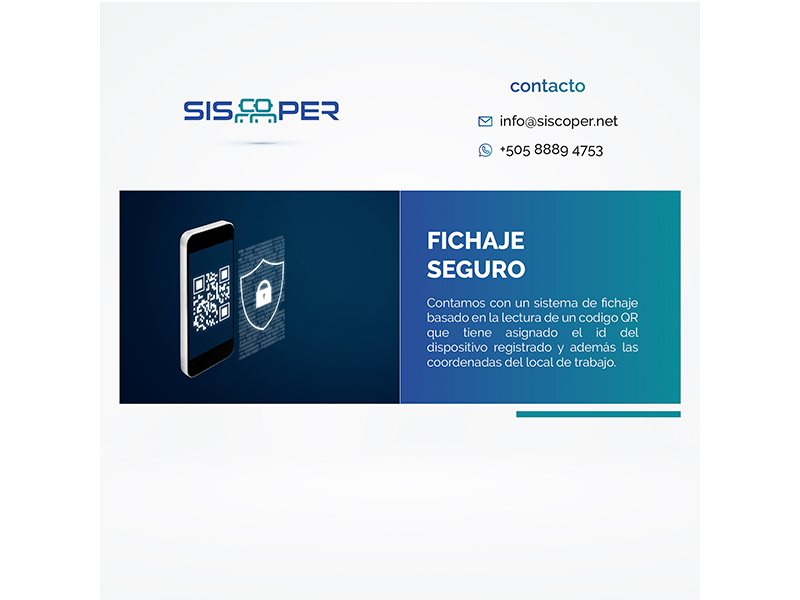 SISCOPER
contacto
info@siscoper.net
+505 8889 4753
FICHAJE
SEGURO
Contamos con un sistema de fichaje
basado en la lectura de un codigo QR
que tiene asignado el id del
dispositivo registrado y además las
coordenadas del local de trabajo.